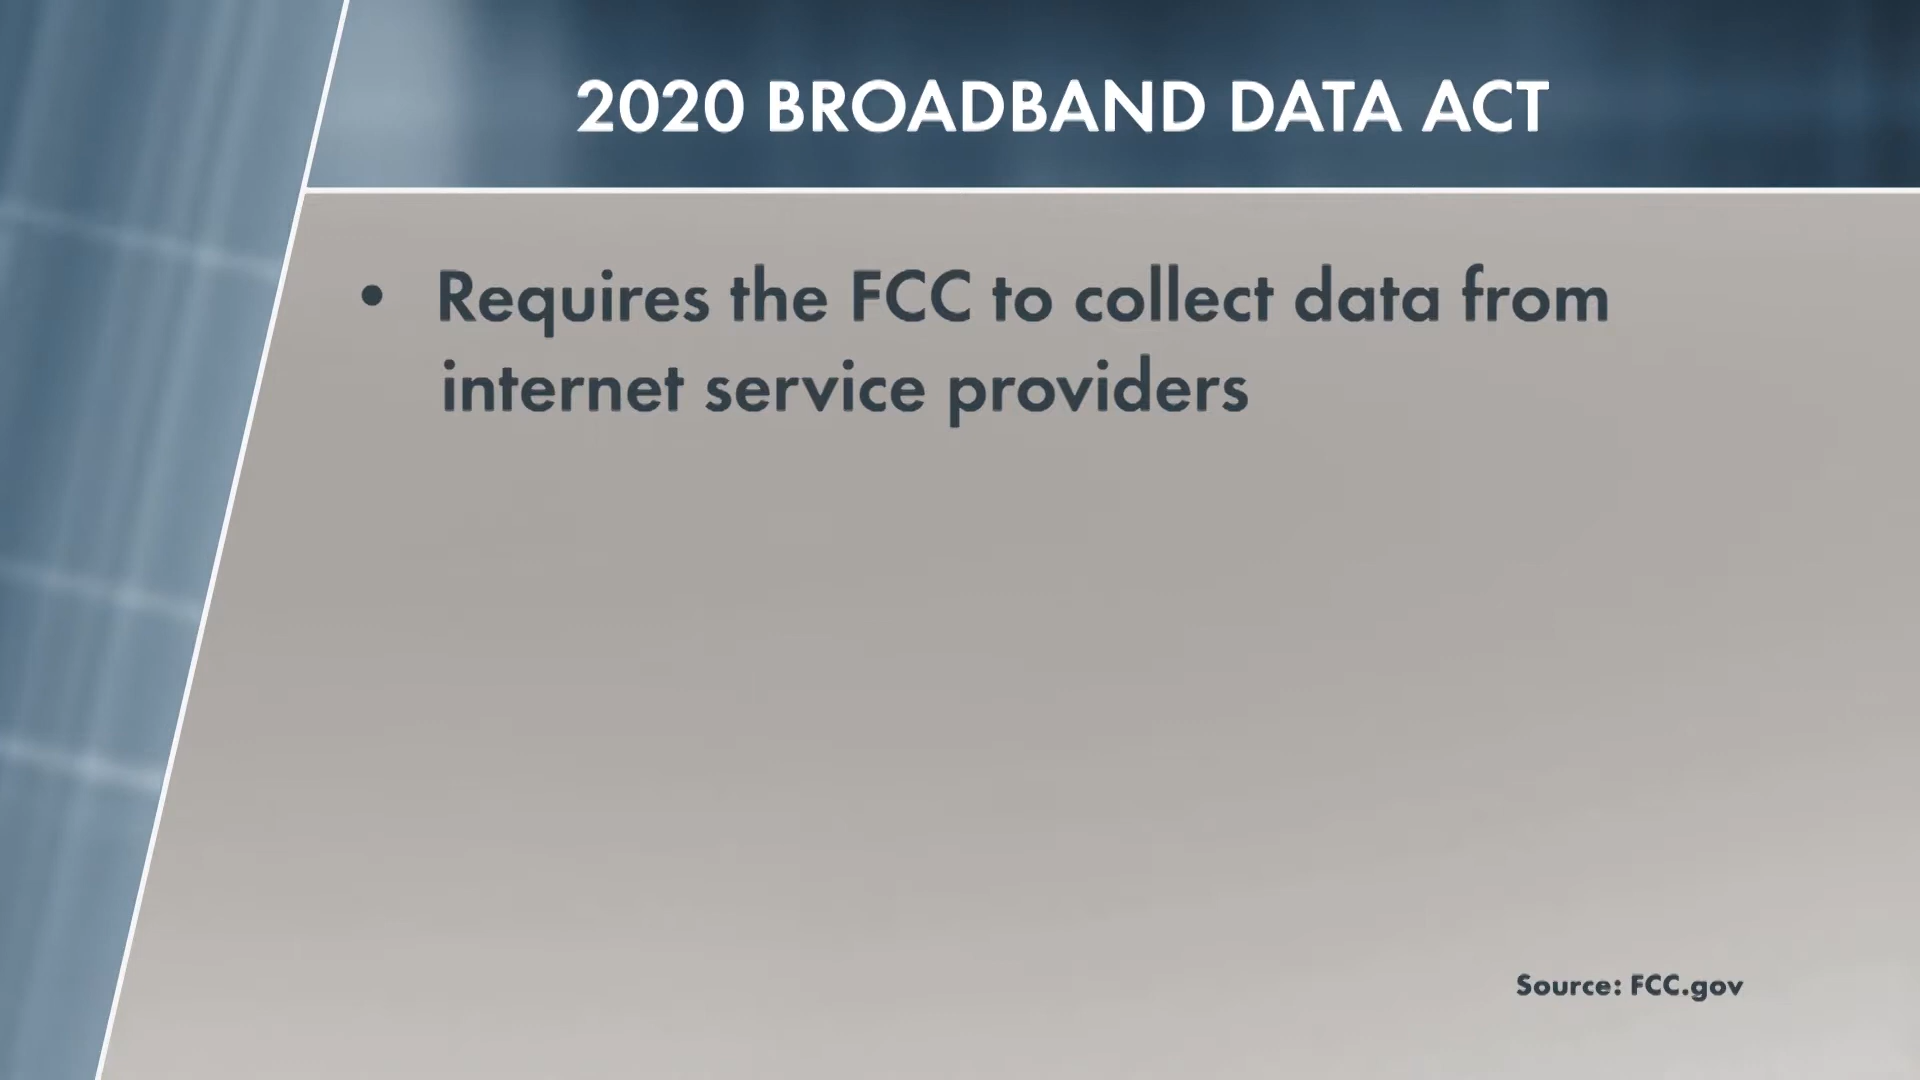 2020 BROADBAND DATA ACT
• Requires the FCC to collect data from
internet service providers
Source: FCC.gov